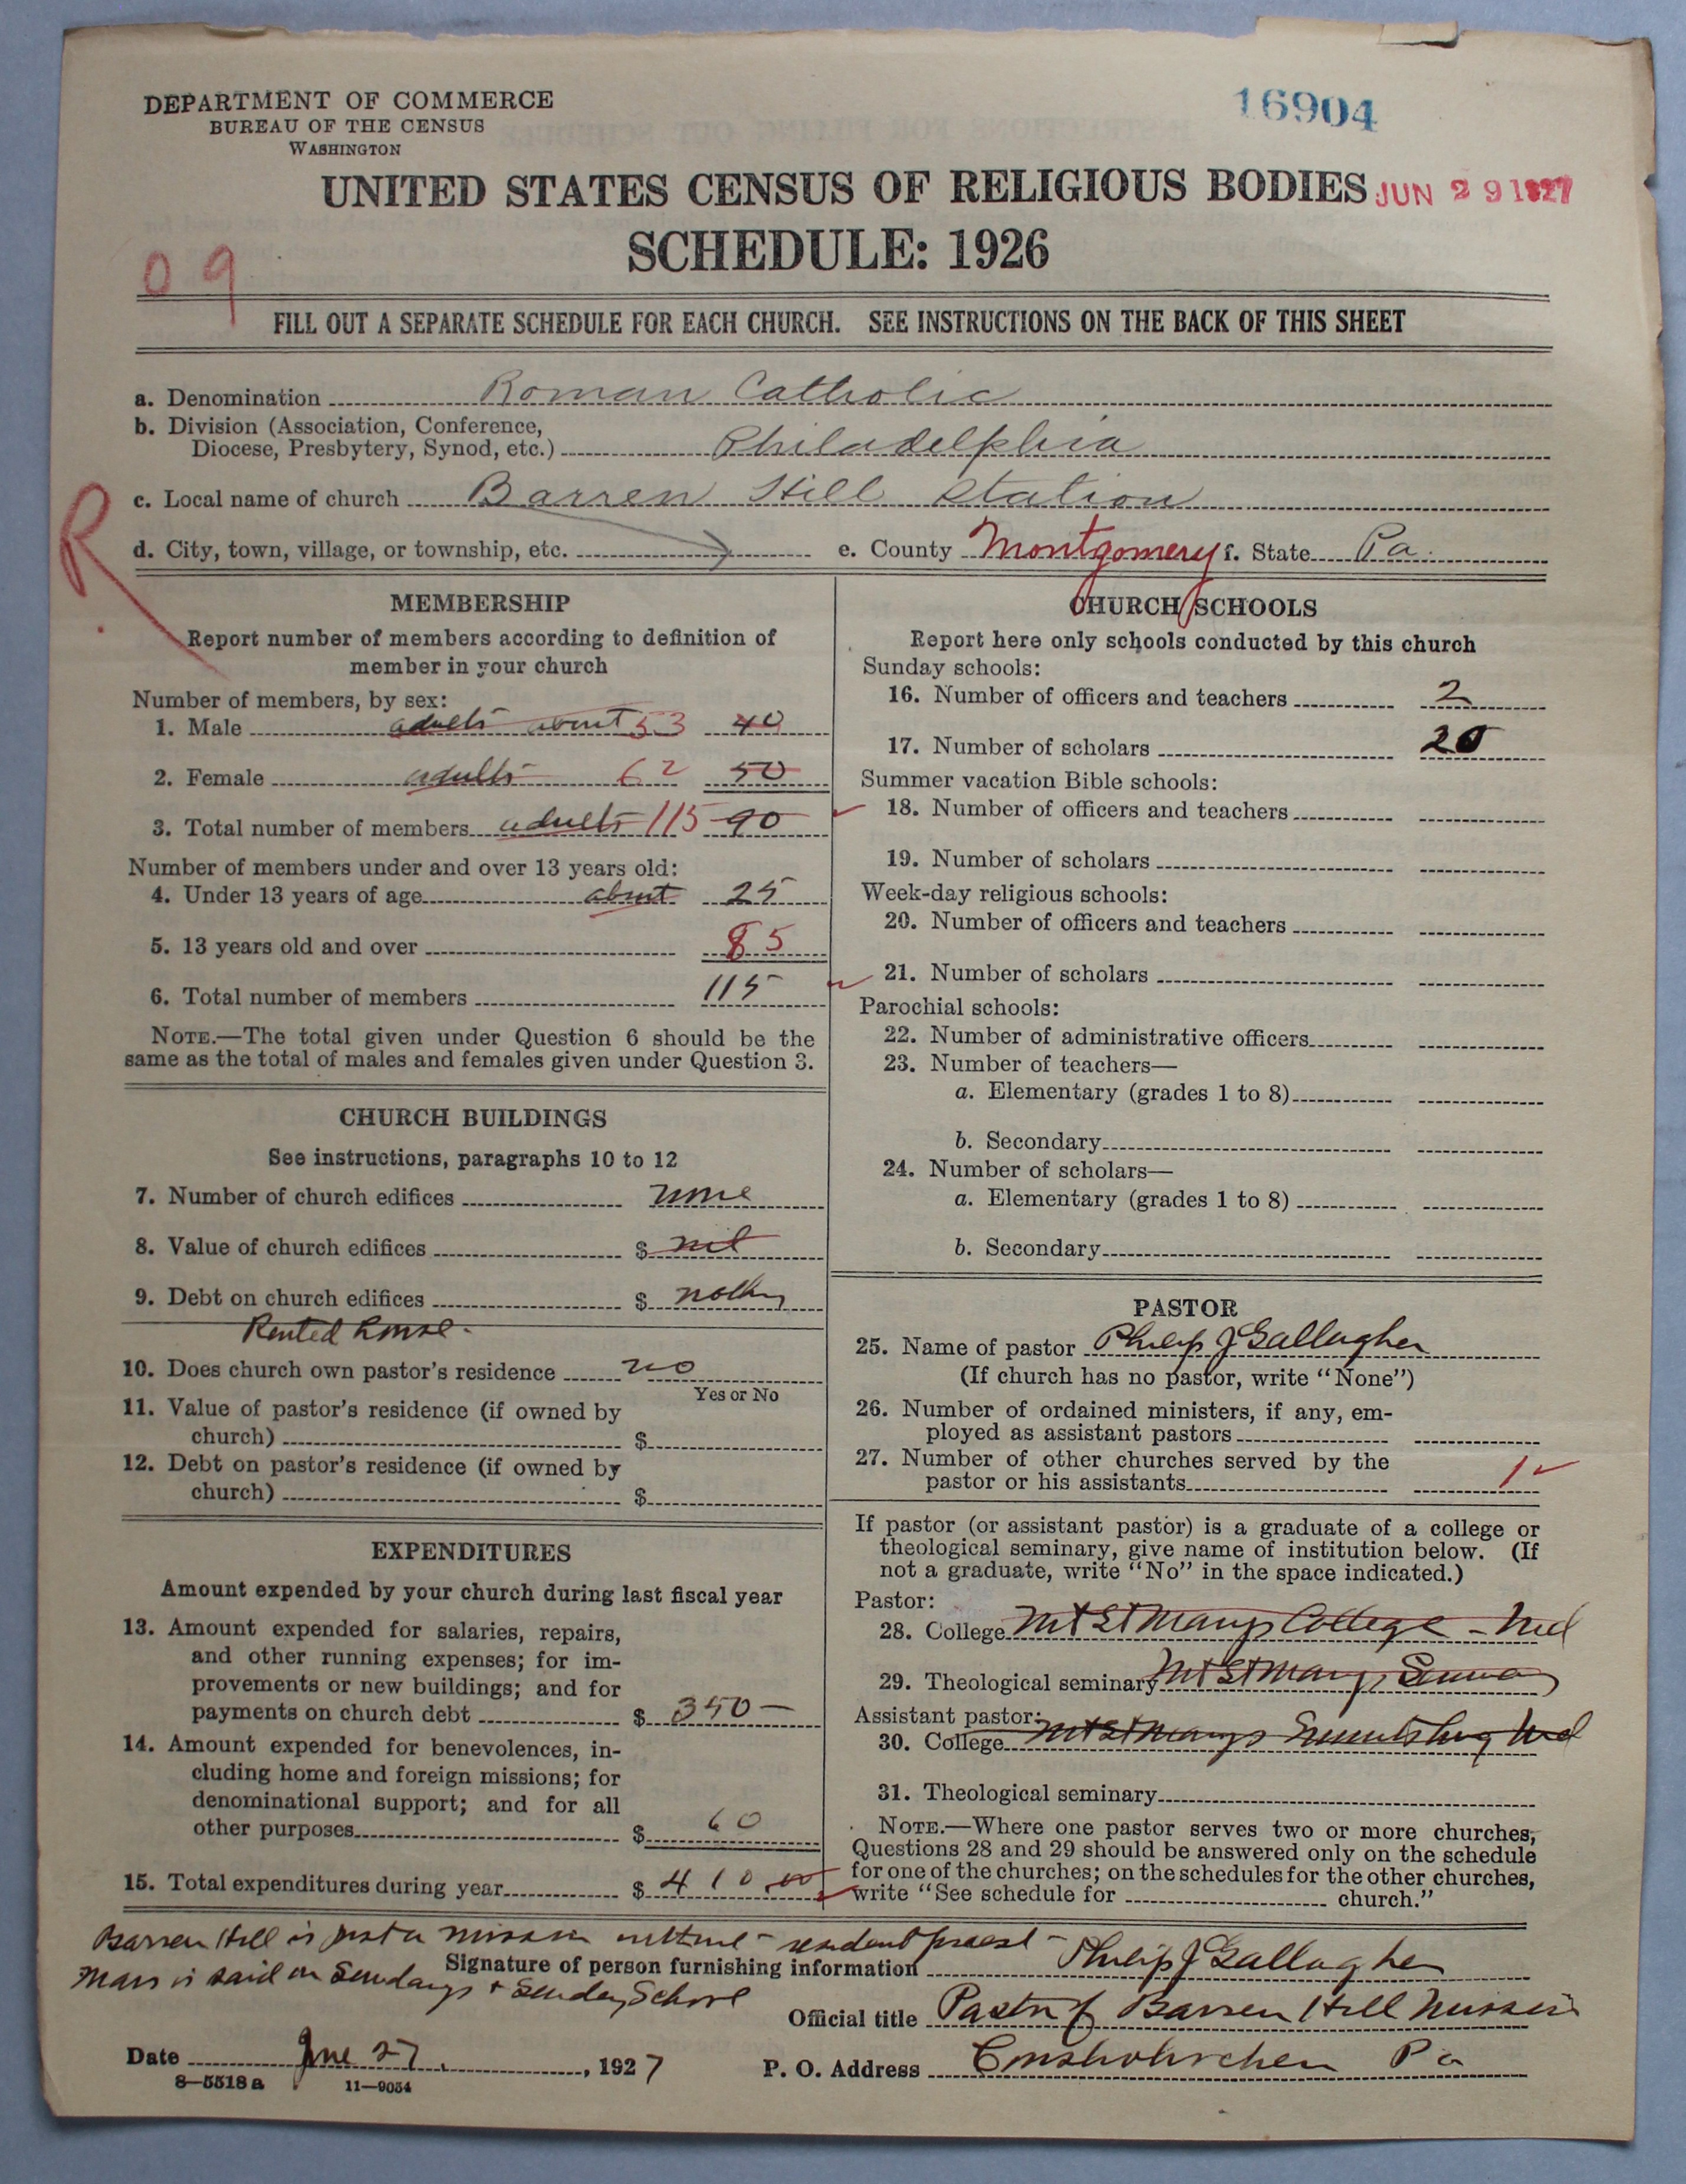 DEPARTMENT OF COMMERCE
BUREAU OF THE CENSUS
WASHINGTON
16904
UNITED STATES CENSUS OF RELIGIOUS BODIES
JUN 29 1927
SCHEDULE: 1926
09
FILL OUT A SEPARATE SCHEDULE FOR EACH CHURCH. SEE INSTRUCTIONS ON THE BACK OF THIS SHEET
a. Denomination Roman Catholic
b. Division (Association, Conference,
Diocese, Presbytery, Synod, etc.) Philadelphia
c. Local name of church Barren Hill Station
R
d. City, town, village, or township, etc. e. County Montgomery f. State Pa.
MEMBERSHIP
Report number of members according to definition of
member in your church
Number of members, by sex:
1. Male adults about 53 40
2. Female adults 62 50
3. Total number of members adults 115 90
Number of members under and over 13 years old:
4. Under 13 years of age about 25
5. 13 years old and over 85
6. Total number of members 115
NOTE.—The total given under Question 6 should be the
same as the total of males and females given under Question 3.
CHURCH BUILDINGS
See instructions, paragraphs 10 to 12
7. Number of church edifices none
8. Value of church edifices $ nil
9. Debt on church edifices $ nothing
Rented house.
10. Does church own pastor's residence no
Yes or No
11. Value of pastor's residence (if owned by
church) $
12. Debt on pastor's residence (if owned by
church) $
EXPENDITURES
Amount expended by your church during last fiscal year
13. Amount expended for salaries, repairs,
and other running expenses; for im-
provements or new buildings; and for
payments on church debt $ 350—
14. Amount expended for benevolences, in-
cluding home and foreign missions; for
denominational support; and for all
other purposes $ 60
15. Total expenditures during year $ 410.00
CHURCH SCHOOLS
Report here only schools conducted by this church
Sunday schools:
16. Number of officers and teachers 2
17. Number of scholars 20
Summer vacation Bible schools:
18. Number of officers and teachers
19. Number of scholars
Week-day religious schools:
20. Number of officers and teachers
21. Number of scholars
Parochial schools:
22. Number of administrative officers
23. Number of teachers—
a. Elementary (grades 1 to 8)
b. Secondary
24. Number of scholars—
a. Elementary (grades 1 to 8)
b. Secondary
PASTOR
25. Name of pastor Philip J Gallagher
(If church has no pastor, write "None")
26. Number of ordained ministers, if any, em-
ployed as assistant pastors
27. Number of other churches served by the
pastor or his assistants 1
If pastor (or assistant pastor) is a graduate of a college or
theological seminary, give name of institution below. (If
not a graduate, write "No" in the space indicated.)
Pastor:
28. College Mt St Marys College - Md
29. Theological seminary Mt St Marys Seminary
Assistant pastor:
30. College Mt St Marys Emmitsburg Md
31. Theological seminary
NOTE.—Where one pastor serves two or more churches,
Questions 28 and 29 should be answered only on the schedule
for one of the churches; on the schedules for the other churches,
write "See schedule for church."
Barren Hill is just a mission without resident priest—
Mass is said on Sundays + Sunday School
Signature of person furnishing information Philip J Gallagher
Official title Pastor of Barren Hill Mission
Date June 27, 1927
P. O. Address Conshohocken Pa
8—5518a 11—9054